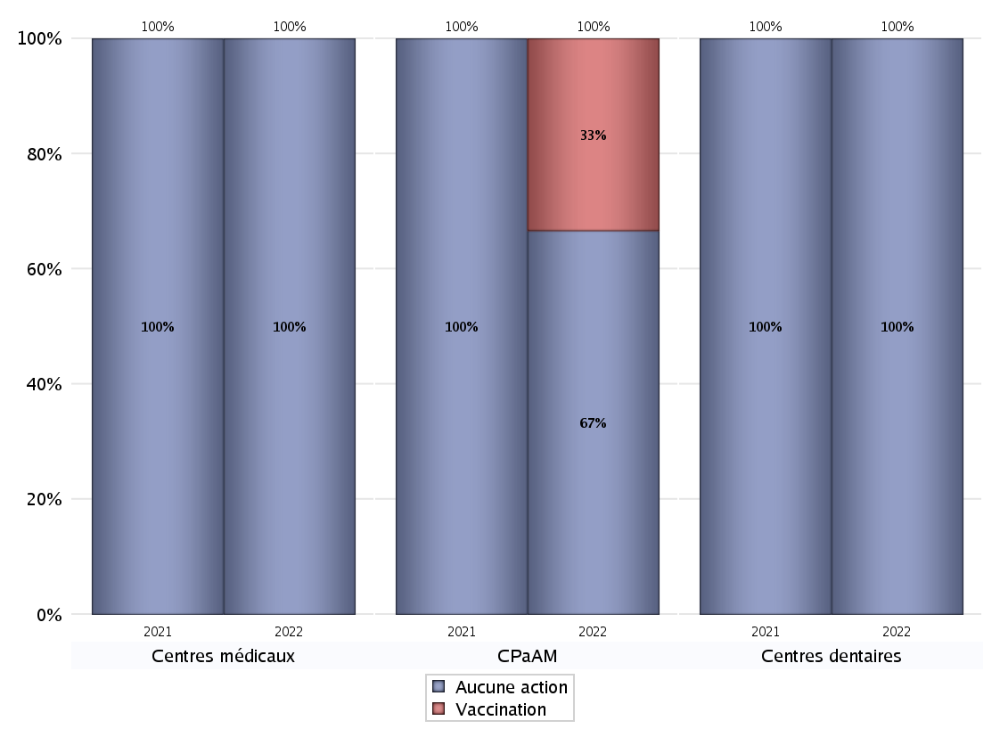 100% 100% 100% 100% 100% 100%
100%
80%
60%
40%
20%
0%
33%
100% 100% 100% 100% 100%
67%
2021 2022 2021 2022 2021 2022
Centres médicaux CPaAM Centres dentaires
Aucune action
Vaccination